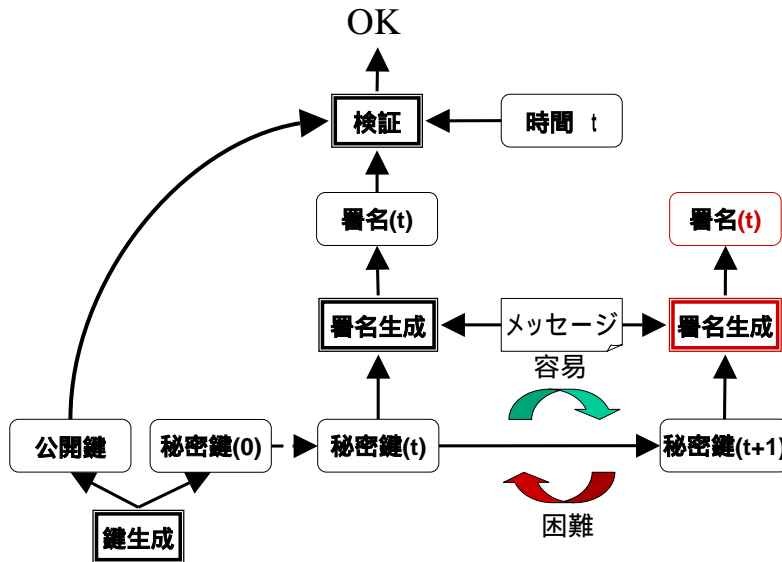 OK
検証
時間 t
署名(t)
署名(t)
署名生成
メッセージ
署名生成
容易
公開鍵
秘密鍵(0)
秘密鍵(t)
秘密鍵(t+1)
困難
鍵生成